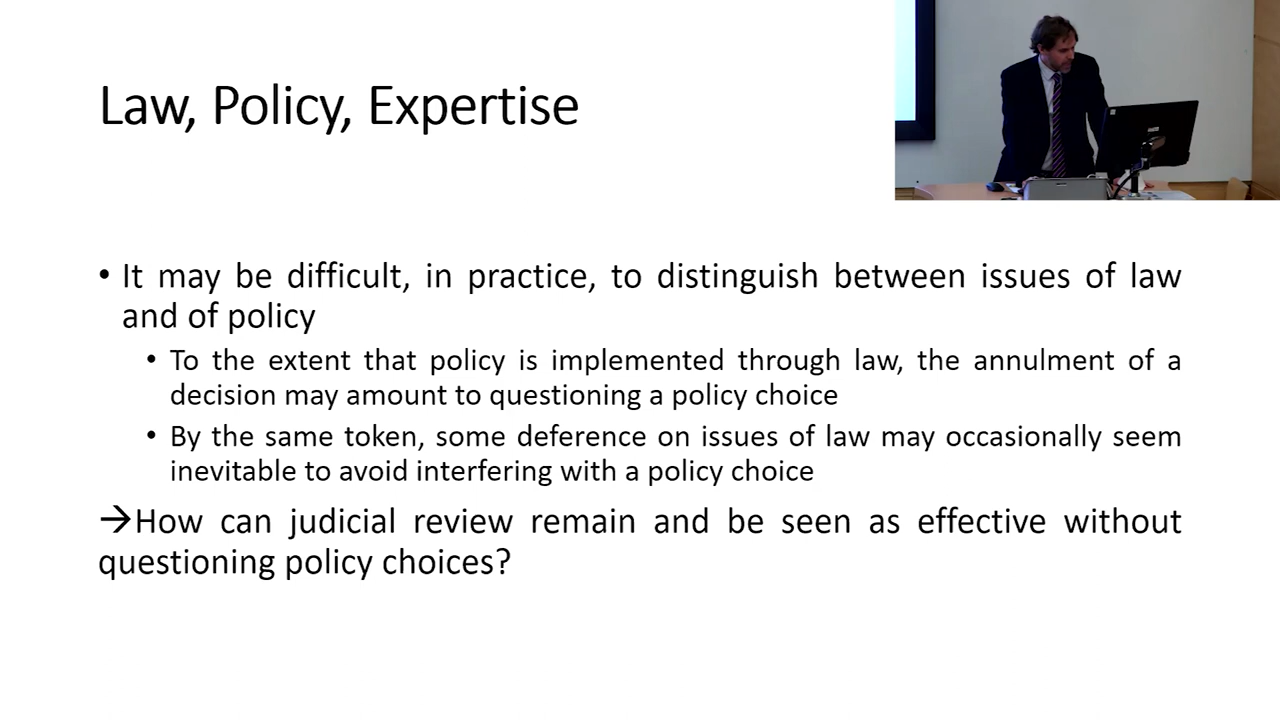 Law, Policy, Expertise
• It may be difficult, in practice, to distinguish between issues of law
and of policy
• To the extent that policy is implemented through law, the annulment of a
decision may amount to questioning a policy choice
• By the same token, some deference on issues of law may occasionally seem
inevitable to avoid interfering with a policy choice
→How can judicial review remain and be seen as effective without
questioning policy choices?